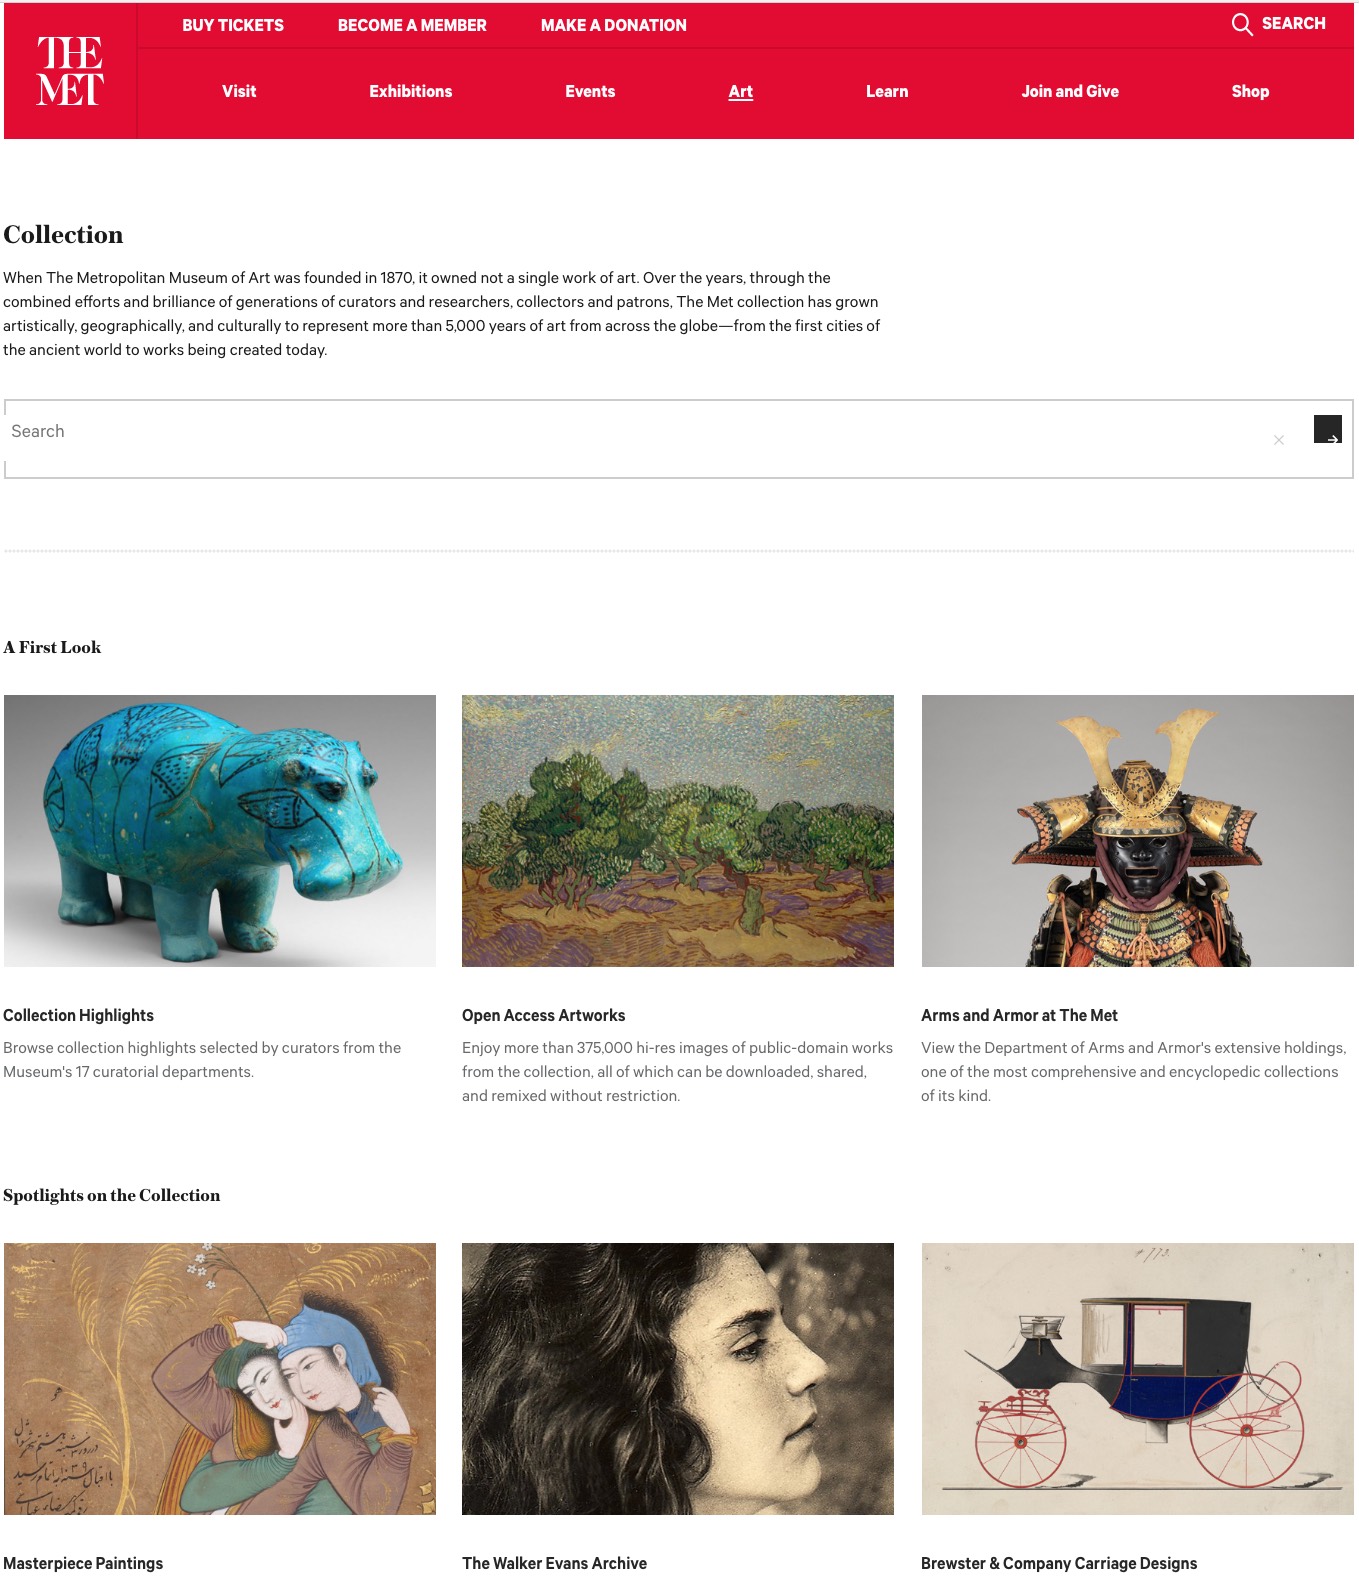 THE
MET
BUY TICKETS BECOME A MEMBER MAKE A DONATION SEARCH
Visit Exhibitions Events Art Learn Join and Give Shop
Collection
When The Metropolitan Museum of Art was founded in 1870, it owned not a single work of art. Over the years, through the
combined efforts and brilliance of generations of curators and researchers, collectors and patrons, The Met collection has grown
artistically, geographically, and culturally to represent more than 5,000 years of art from across the globe—from the first cities of
the ancient world to works being created today.
Search
A First Look
Collection Highlights
Browse collection highlights selected by curators from the
Museum's 17 curatorial departments.
Open Access Artworks
Enjoy more than 375,000 hi-res images of public-domain works
from the collection, all of which can be downloaded, shared,
and remixed without restriction.
Arms and Armor at The Met
View the Department of Arms and Armor's extensive holdings,
one of the most comprehensive and encyclopedic collections
of its kind.
Spotlights on the Collection
# 773.
Masterpiece Paintings
The Walker Evans Archive
Brewster & Company Carriage Designs